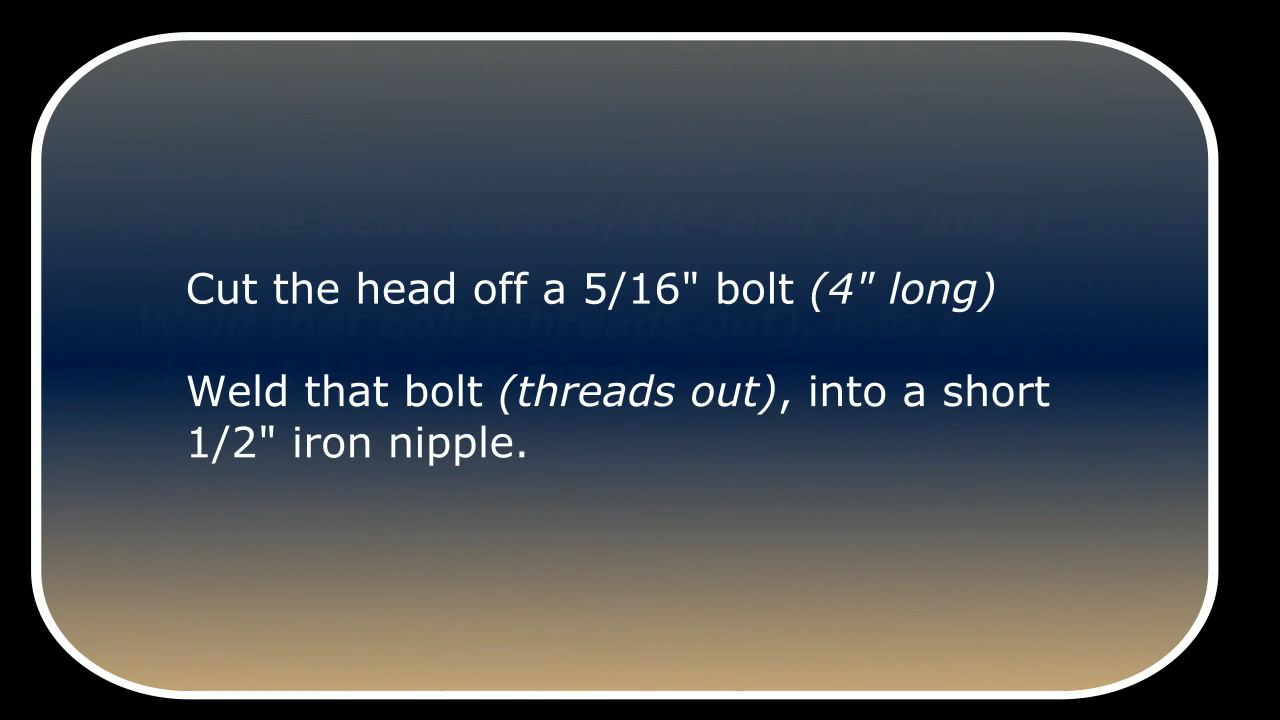 Cut the head off a 5/16" bolt (4" long)
Weld that bolt (threads out), into a short
1/2" iron nipple.